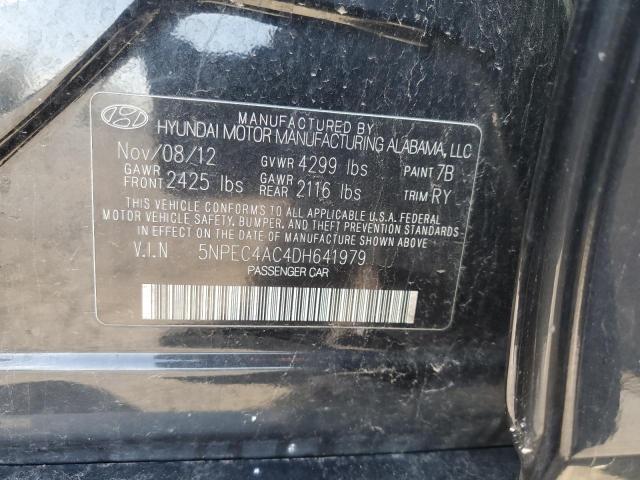 MANUFACTURED BY
HYUNDAI MOTOR MANUFACTURING ALABAMA, LLC
Nov/08/12 GVWR 4299 lbs PAINT 7B
GAWR FRONT 2425 lbs GAWR REAR 2116 lbs TRIM RY
THIS VEHICLE CONFORMS TO ALL APPLICABLE U.S.A. FEDERAL
MOTOR VEHICLE SAFETY, BUMPER, AND THEFT PREVENTION STANDARDS
IN EFFECT ON THE DATE OF MANUFACTURE SHOWN ABOVE.
V.I.N 5NPEC4AC4DH641979
PASSENGER CAR